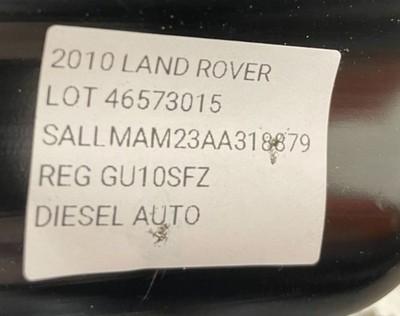 2010 LAND ROVER
LOT 46573015
SALLMAM23AA318879
REG GU10SFZ
DIESEL AUTO